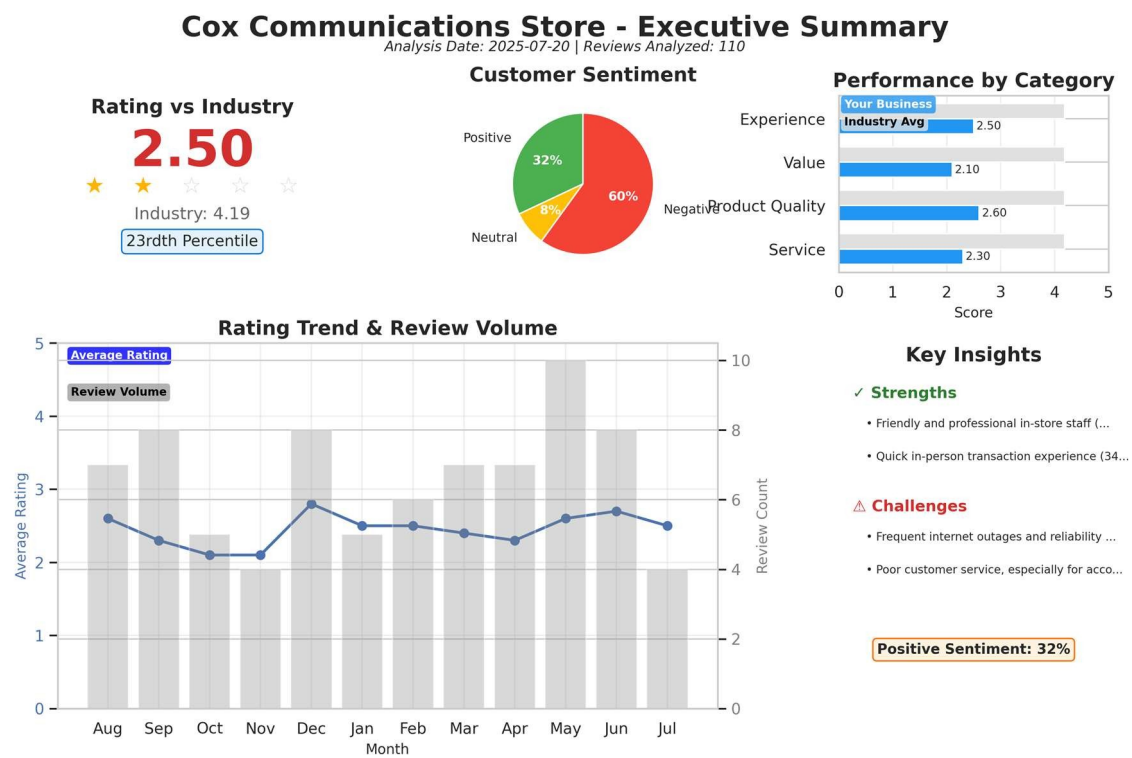 Cox Communications Store - Executive Summary
Analysis Date: 2025-07-20 | Reviews Analyzed: 110
Rating vs Industry
2.50
★ ★ ☆ ☆ ☆
Industry: 4.19
23rdth Percentile
Customer Sentiment
Positive
32%
8%
60%
Neutral
Negative
Performance by Category
Your Business
Industry Avg
Experience
2.50
Value
2.10
Product Quality
2.60
Service
2.30
0 1 2 3 4 5
Score
Rating Trend & Review Volume
Average Rating
Review Volume
5
4
3
2
1
0
Average Rating
10
8
6
4
2
0
Review Count
Aug Sep Oct Nov Dec Jan Feb Mar Apr May Jun Jul
Month
Key Insights
✓ Strengths
• Friendly and professional in-store staff (...
• Quick in-person transaction experience (34...
⚠ Challenges
• Frequent internet outages and reliability ...
• Poor customer service, especially for acco...
Positive Sentiment: 32%